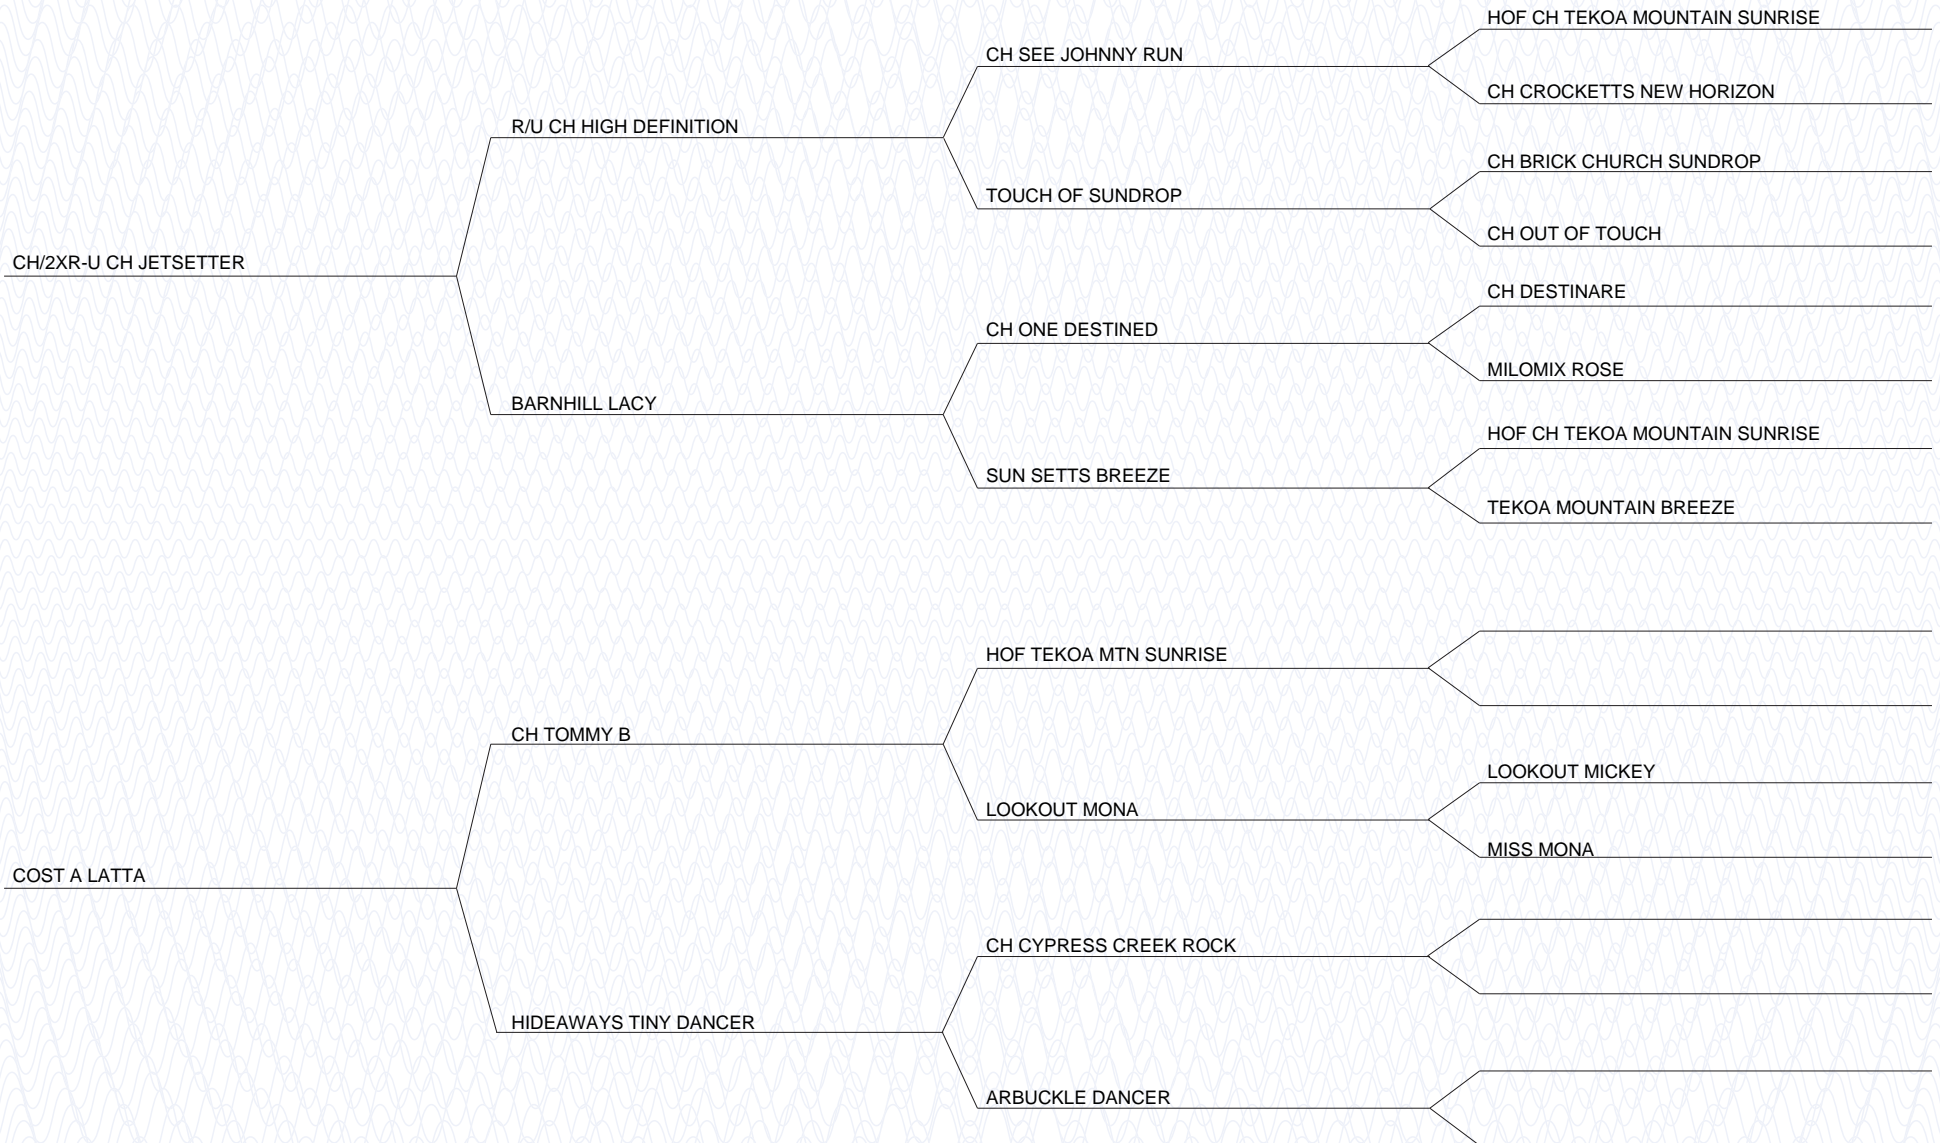 HOF CH TEKOA MOUNTAIN SUNRISE
CH SEE JOHNNY RUN
CH CROCKETTS NEW HORIZON
R/U CH HIGH DEFINITION
CH BRICK CHURCH SUNDROP
TOUCH OF SUNDROP
CH OUT OF TOUCH
CH/2XR-U CH JETSETTER
CH DESTINARE
CH ONE DESTINED
MILOMIX ROSE
BARNHILL LACY
HOF CH TEKOA MOUNTAIN SUNRISE
SUN SETTS BREEZE
TEKOA MOUNTAIN BREEZE
HOF TEKOA MTN SUNRISE
CH TOMMY B
LOOKOUT MICKEY
LOOKOUT MONA
MISS MONA
COST A LATTA
CH CYPRESS CREEK ROCK
HIDEAWAYS TINY DANCER
ARBUCKLE DANCER